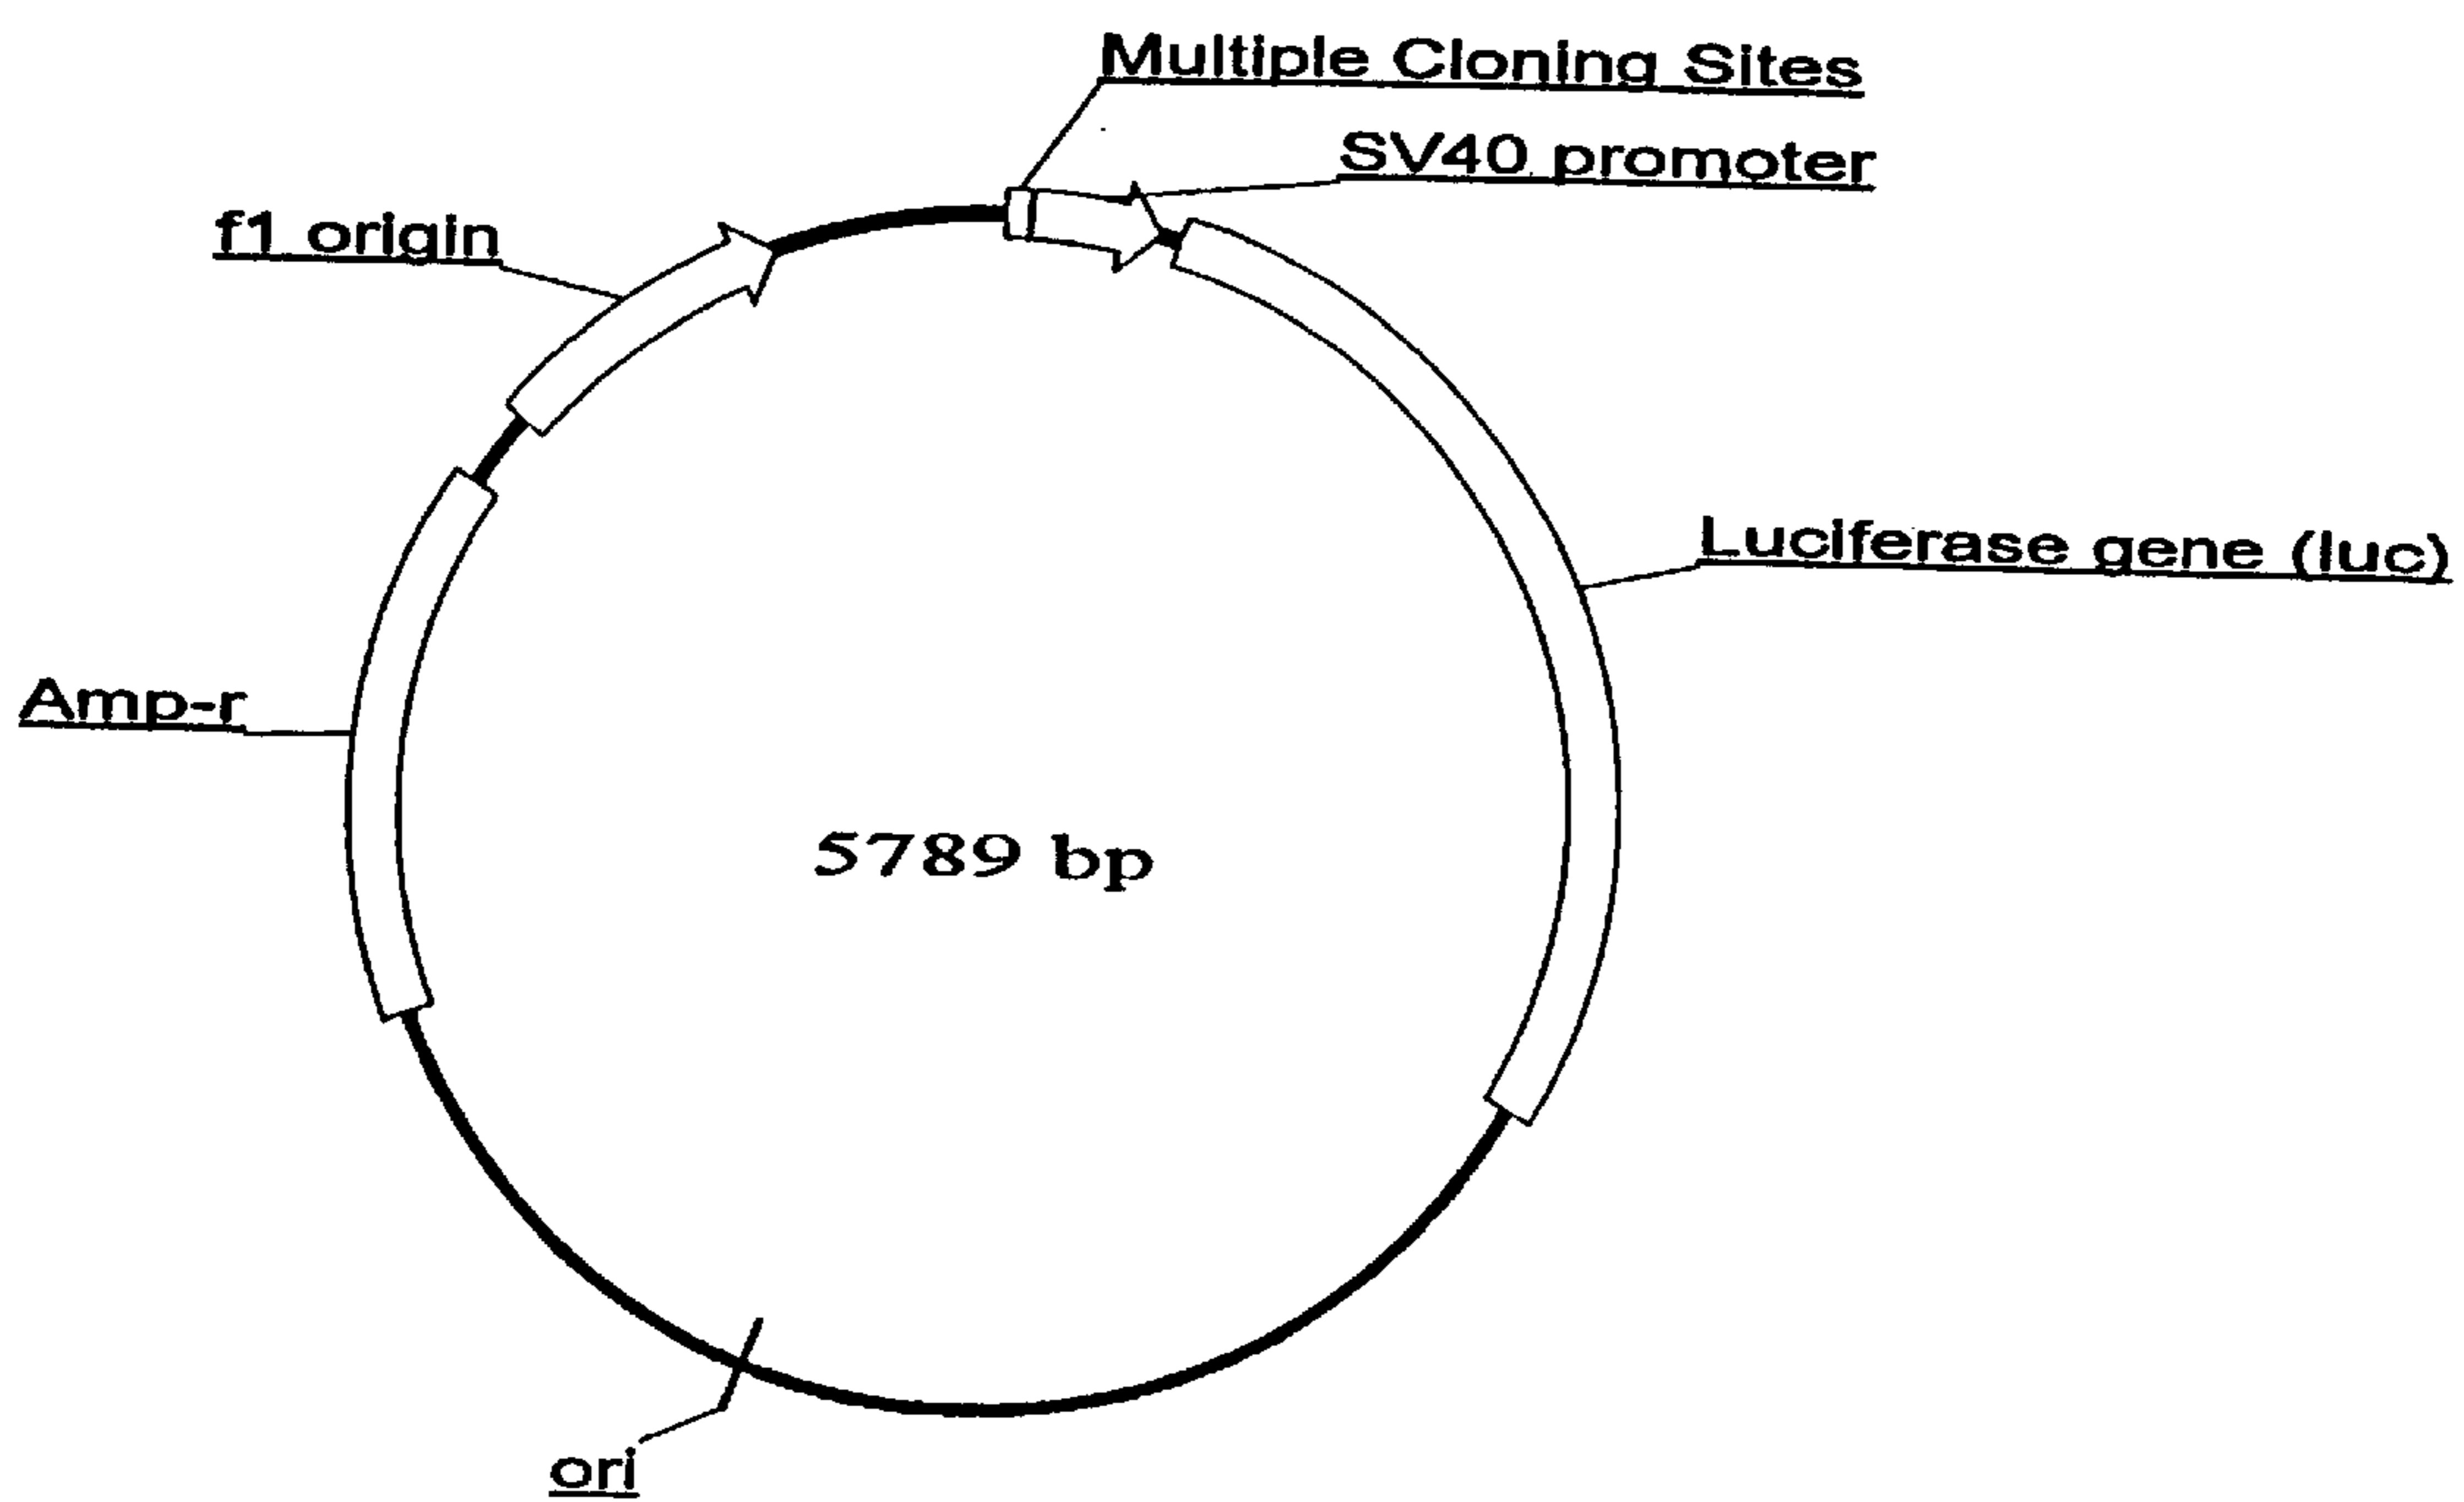 Multiple Cloning Sites
SV40 promoter
f1 origin
Luciferase gene (luc)
Amp-r
5789 bp
ori